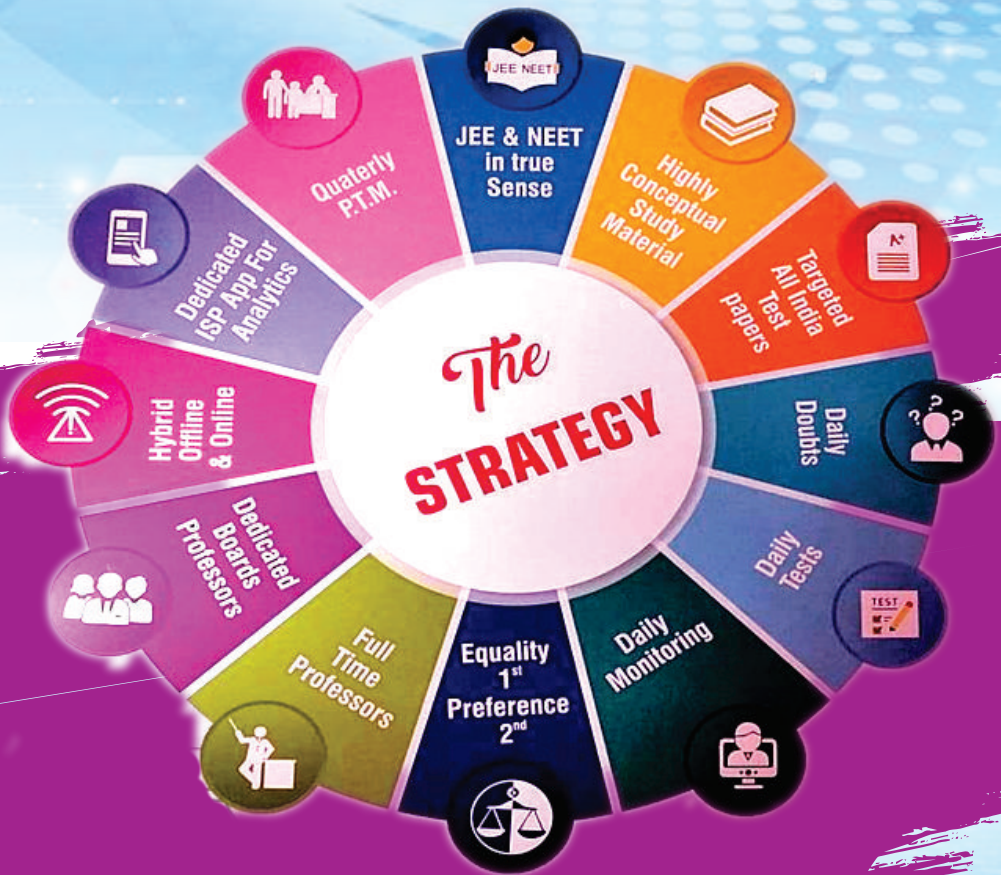 The
STRATEGY
JEE NEET
JEE & NEET
in true
Sense
Highly
Conceptual
Study
Material
A+
Targeted
All India
Test
papers
? ? ?
Daily
Doubts
TEST
Daily
Tests
Daily
Monitoring
Equality
1st
Preference
2nd
Full
Time
Professors
Dedicated
Boards
Professors
Hybrid
Offline
& Online
Dedicated
ISP App For
Analytics
Quaterly
P.T.M.